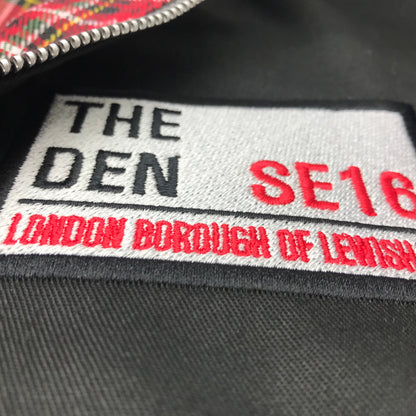 THE
DEN SE16
LONDON BOROUGH OF LEWISH